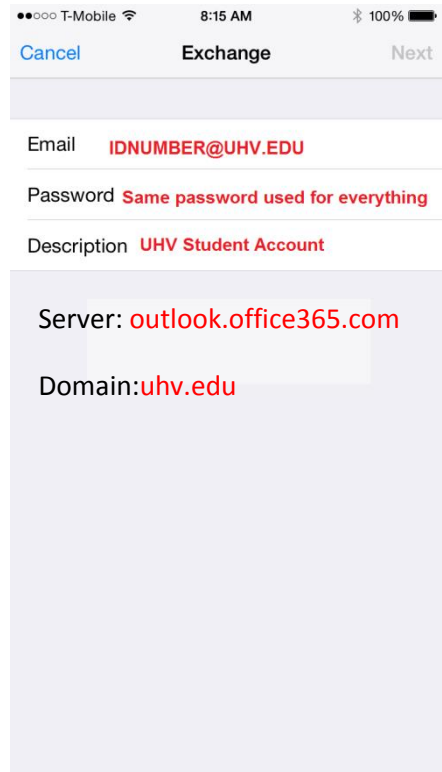 ●●○○○ T-Mobile 8:15 AM 100%
Cancel Exchange Next
Email IDNUMBER@UHV.EDU
Password Same password used for everything
Description UHV Student Account
Server: outlook.office365.com
Domain:uhv.edu